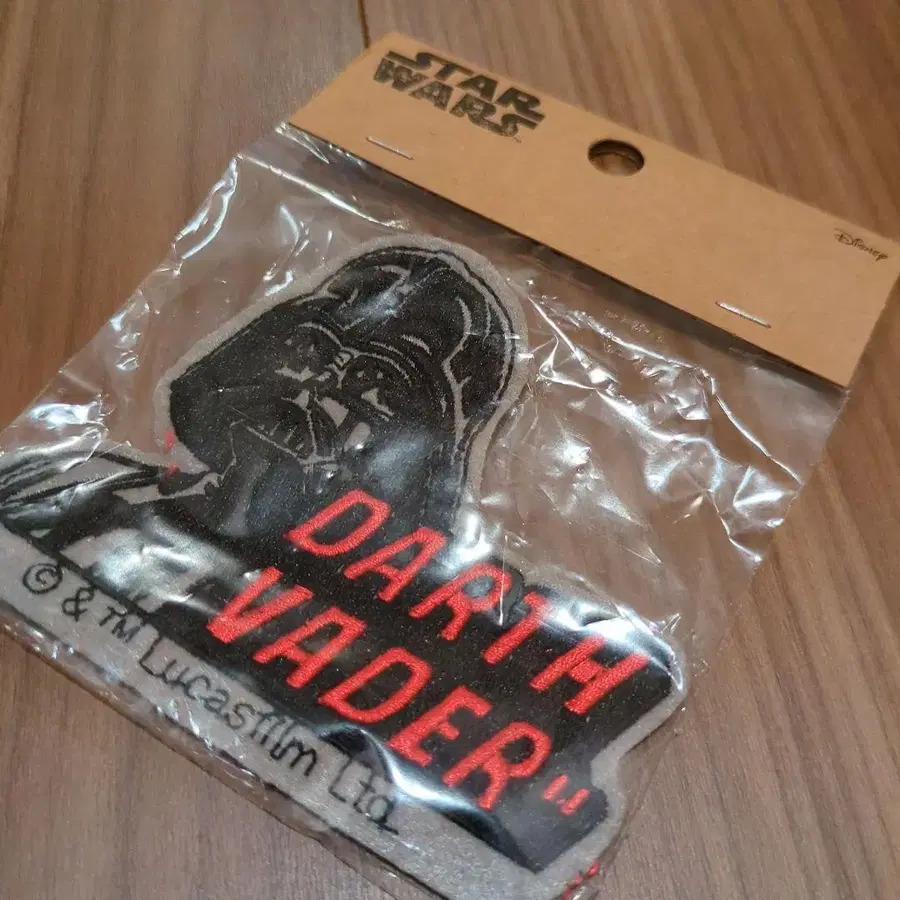 STAR
WARS
Disney
DARTH
VADER"
© & ™ Lucasfilm Ltd.